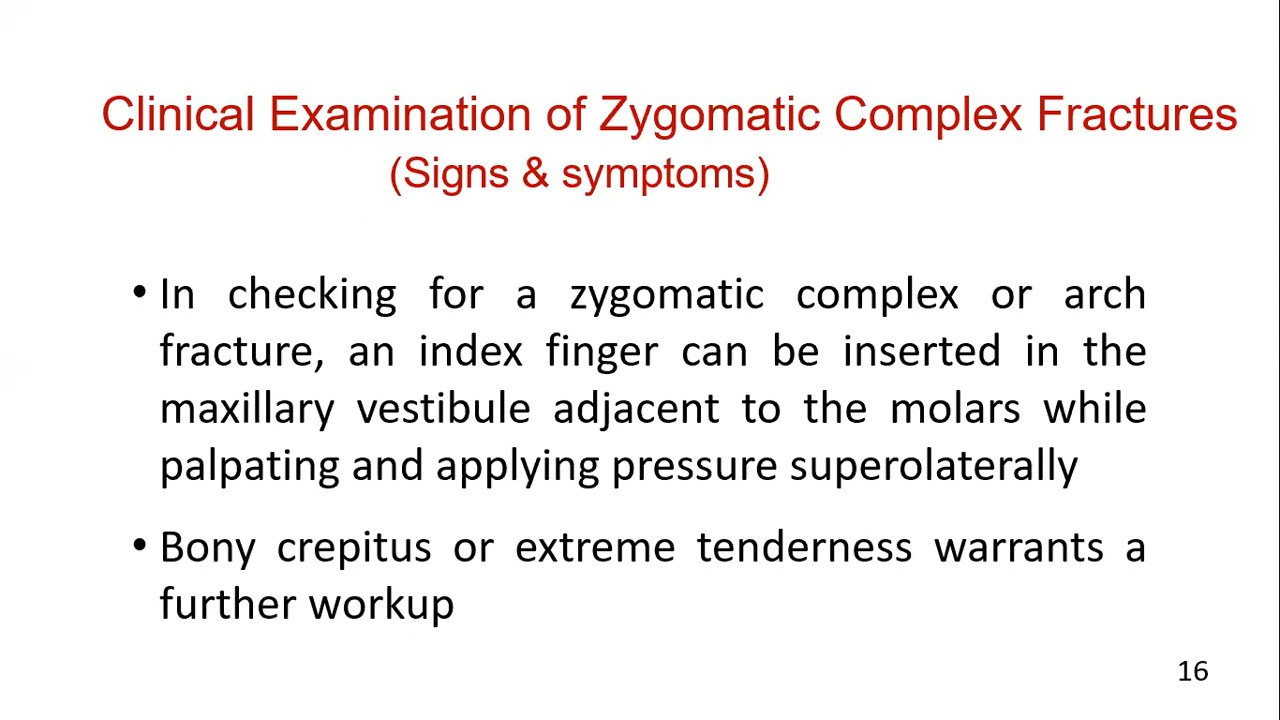 Clinical Examination of Zygomatic Complex Fractures
(Signs & symptoms)
• In checking for a zygomatic complex or arch
fracture, an index finger can be inserted in the
maxillary vestibule adjacent to the molars while
palpating and applying pressure superolaterally
• Bony crepitus or extreme tenderness warrants a
further workup
16